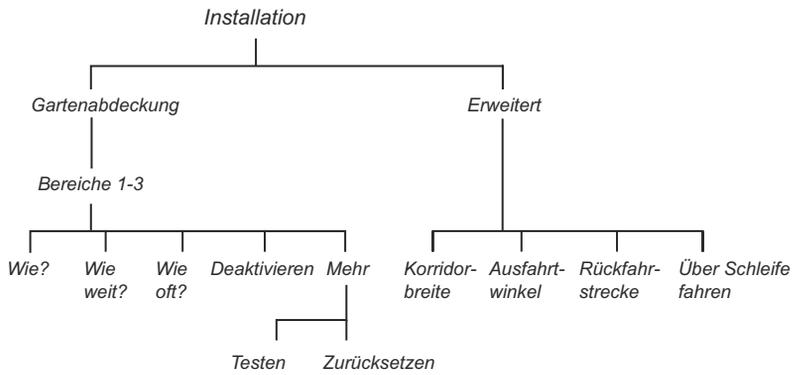 Installation
Gartenabdeckung
Erweitert
Bereiche 1-3
Wie?
Wie
weit?
Wie
oft?
Deaktivieren
Mehr
Korridor-
breite
Ausfahrt-
winkel
Rückfahr-
strecke
Über Schleife
fahren
Testen
Zurücksetzen